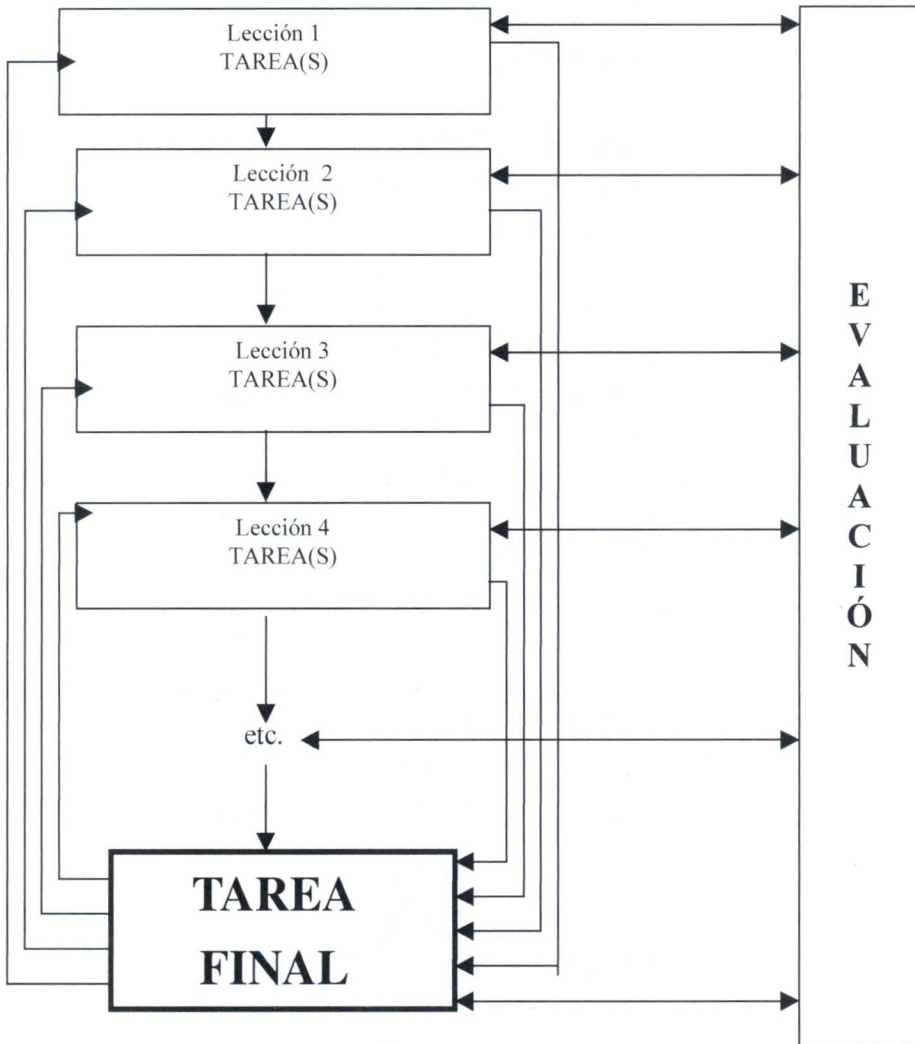 Lección 1
TAREA(S)
Lección 2
TAREA(S)
Lección 3
TAREA(S)
Lección 4
TAREA(S)
etc.
TAREA
FINAL
E
V
A
L
U
A
C
I
Ó
N